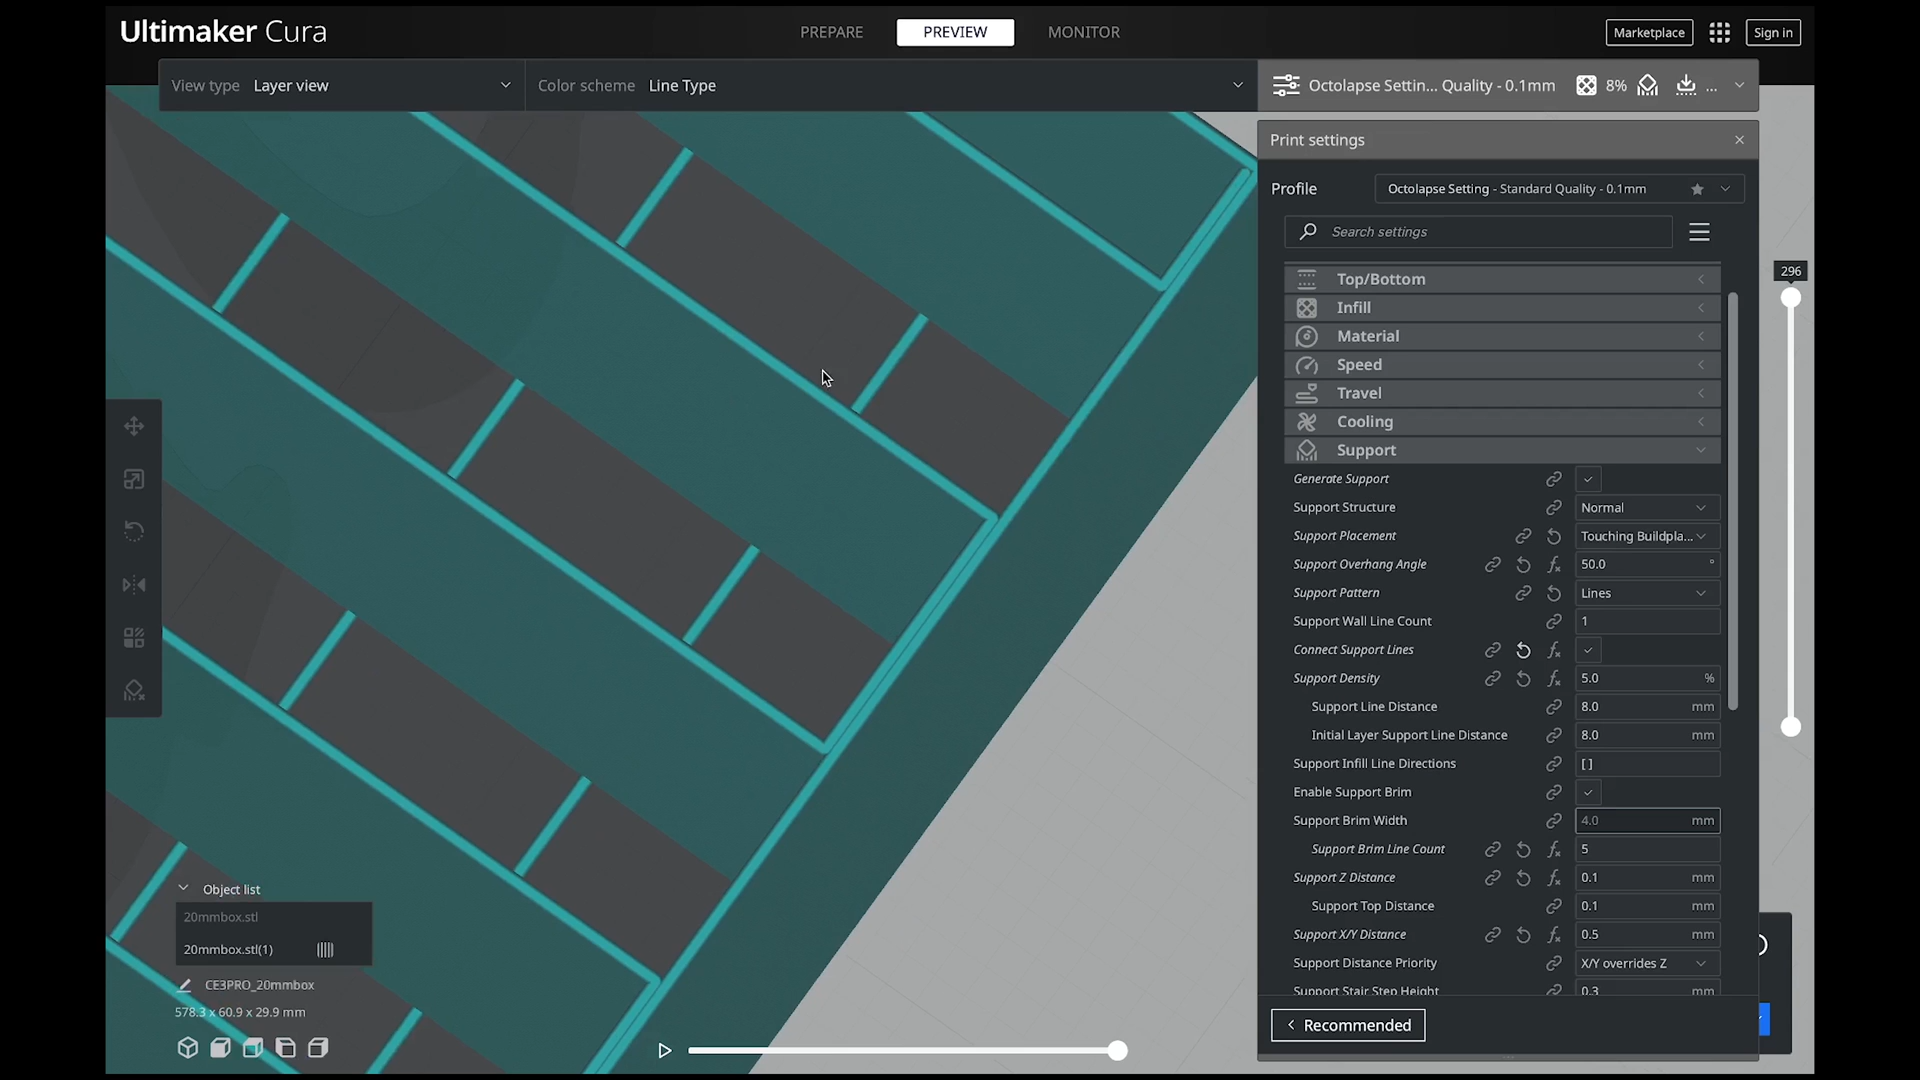 Ultimaker Cura
PREPARE
PREVIEW
MONITOR
Marketplace
Sign in
View type Layer view
Color scheme Line Type
Octolapse Settin... Quality - 0.1mm
8%
...
Print settings
Profile
Octolapse Setting - Standard Quality - 0.1mm
Search settings
Top/Bottom
Infill
Material
Speed
Travel
Cooling
Support
Generate Support
Support Structure Normal
Support Placement Touching Buildpla...
Support Overhang Angle 50.0 °
Support Pattern Lines
Support Wall Line Count 1
Connect Support Lines
Support Density 5.0 %
Support Line Distance 8.0 mm
Initial Layer Support Line Distance 8.0 mm
Support Infill Line Directions []
Enable Support Brim
Support Brim Width 4.0 mm
Support Brim Line Count 5
Support Z Distance 0.1 mm
Support Top Distance 0.1 mm
Support X/Y Distance 0.5 mm
Support Distance Priority X/Y overrides Z
Support Stair Step Height 0.3 mm
Recommended
296
Object list
20mmbox.stl
20mmbox.stl(1)
CE3PRO_20mmbox
578.3 x 60.9 x 29.9 mm